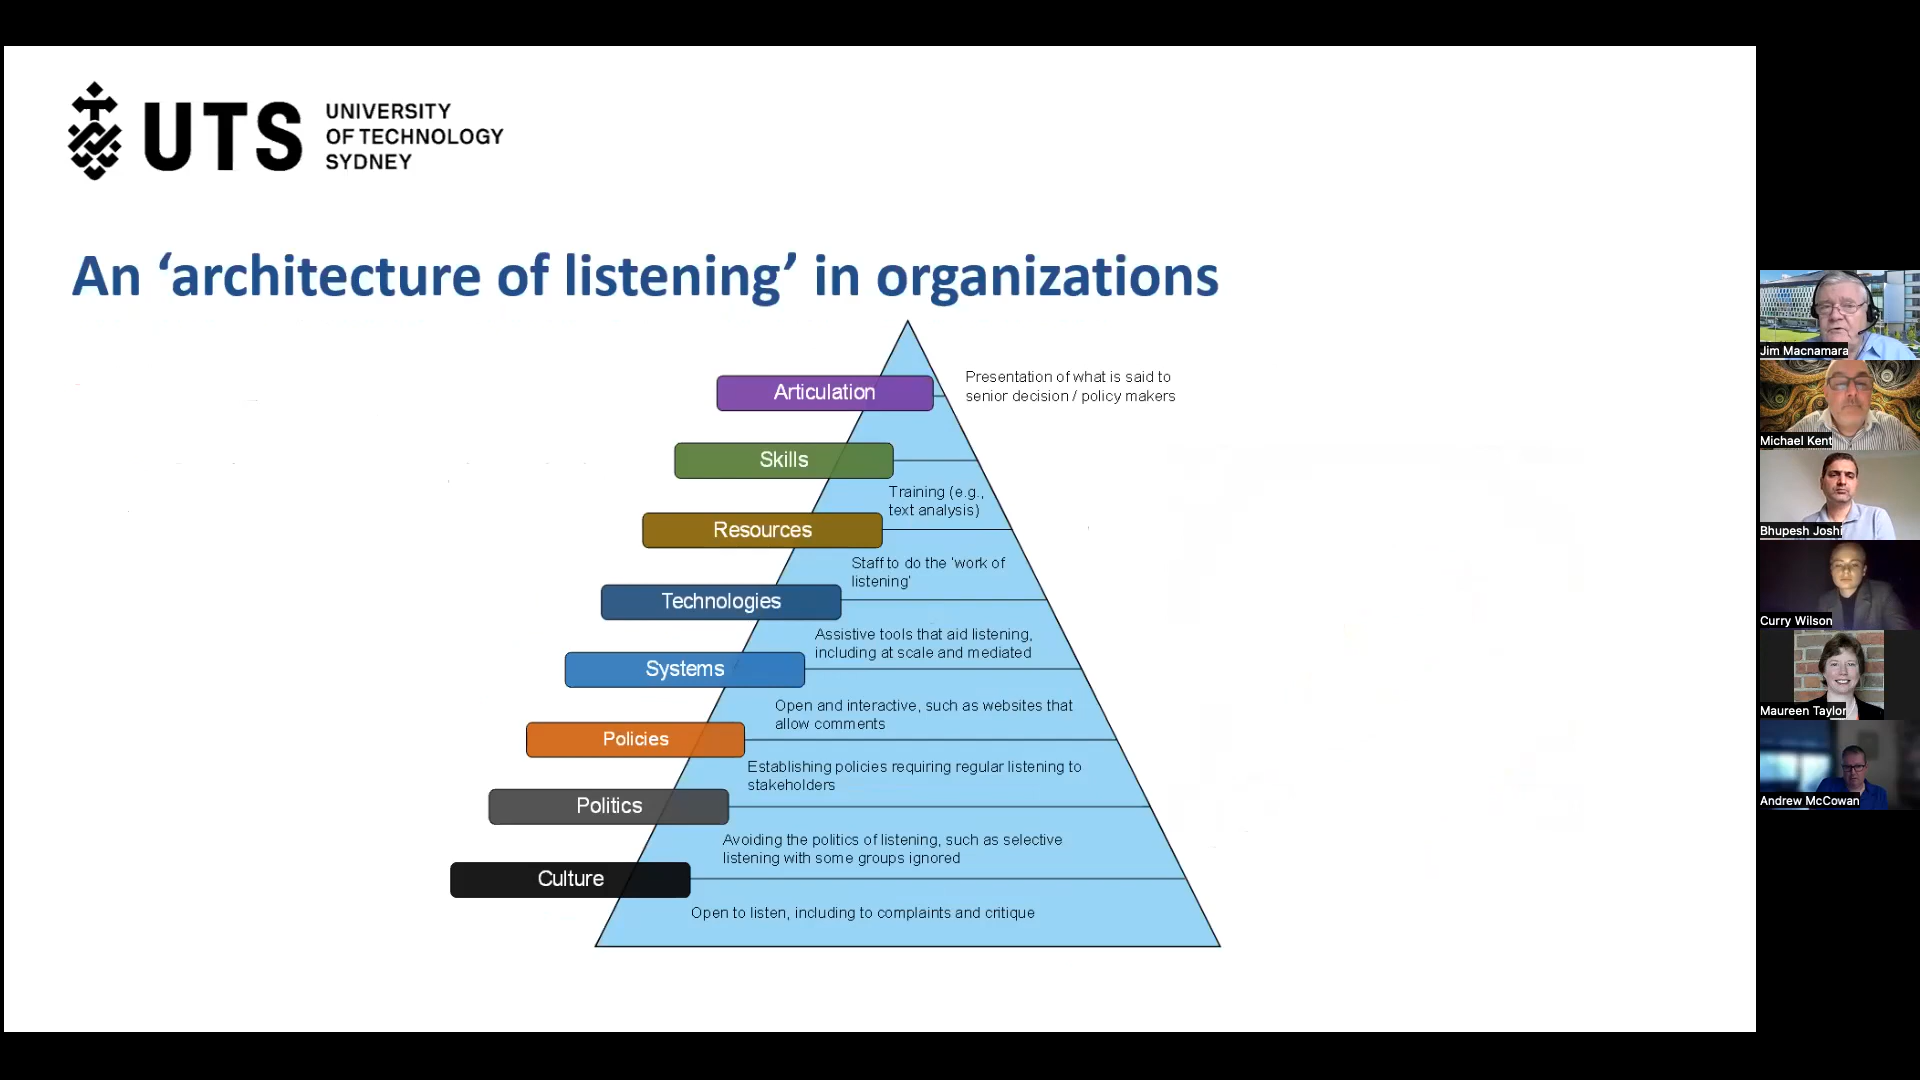 UTS
UNIVERSITY
OF TECHNOLOGY
SYDNEY
An ‘architecture of listening’ in organizations
Articulation
Presentation of what is said to
senior decision / policy makers
Skills
Training (e.g.,
text analysis)
Resources
Staff to do the ‘work of
listening’
Technologies
Assistive tools that aid listening,
including at scale and mediated
Systems
Open and interactive, such as websites that
allow comments
Policies
Establishing policies requiring regular listening to
stakeholders
Politics
Avoiding the politics of listening, such as selective
listening with some groups ignored
Culture
Open to listen, including to complaints and critique
Jim Macnamara
Michael Kent
Bhupesh Joshi
Curry Wilson
Maureen Taylor
Andrew McCowan